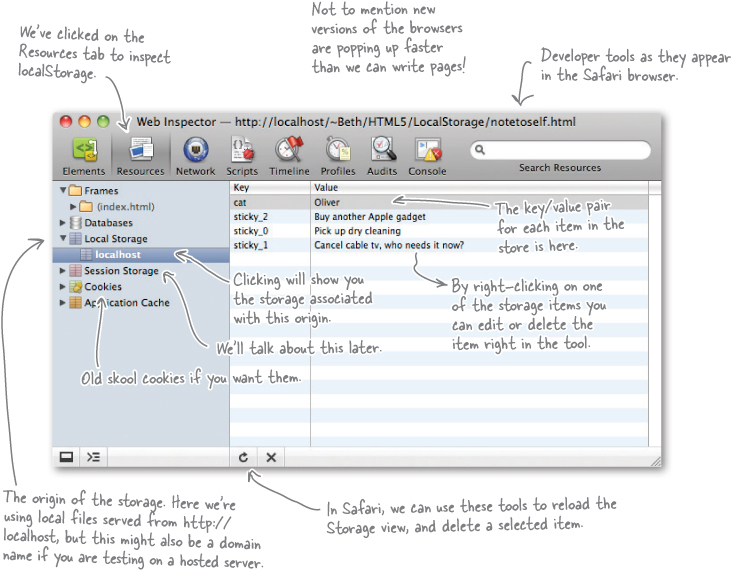 We've clicked on the
Resources tab to inspect
localStorage.
Not to mention new
versions of the browsers
are popping up faster
than we can write pages!
Developer tools as they appear
in the Safari browser.
Web Inspector — http://localhost/~Beth/HTML5/LocalStorage/notetoself.html
Elements Resources Network Scripts Timeline Profiles Audits Console
Search Resources
Frames
(index.html)
Databases
Local Storage
localhost
Session Storage
Cookies
Application Cache
Key Value
cat Oliver
sticky_2 Buy another Apple gadget
sticky_0 Pick up dry cleaning
sticky_1 Cancel cable tv, who needs it now?
The key/value pair
for each item in the
store is here.
Clicking will show you
the storage associated
with this origin.
By right-clicking on one
of the storage items you
can edit or delete the
item right in the tool.
We'll talk about this later.
Old skool cookies if you want them.
The origin of the storage. Here we're
using local files served from http://
localhost, but this might also be a domain
name if you are testing on a hosted server.
In Safari, we can use these tools to reload the
Storage view, and delete a selected item.